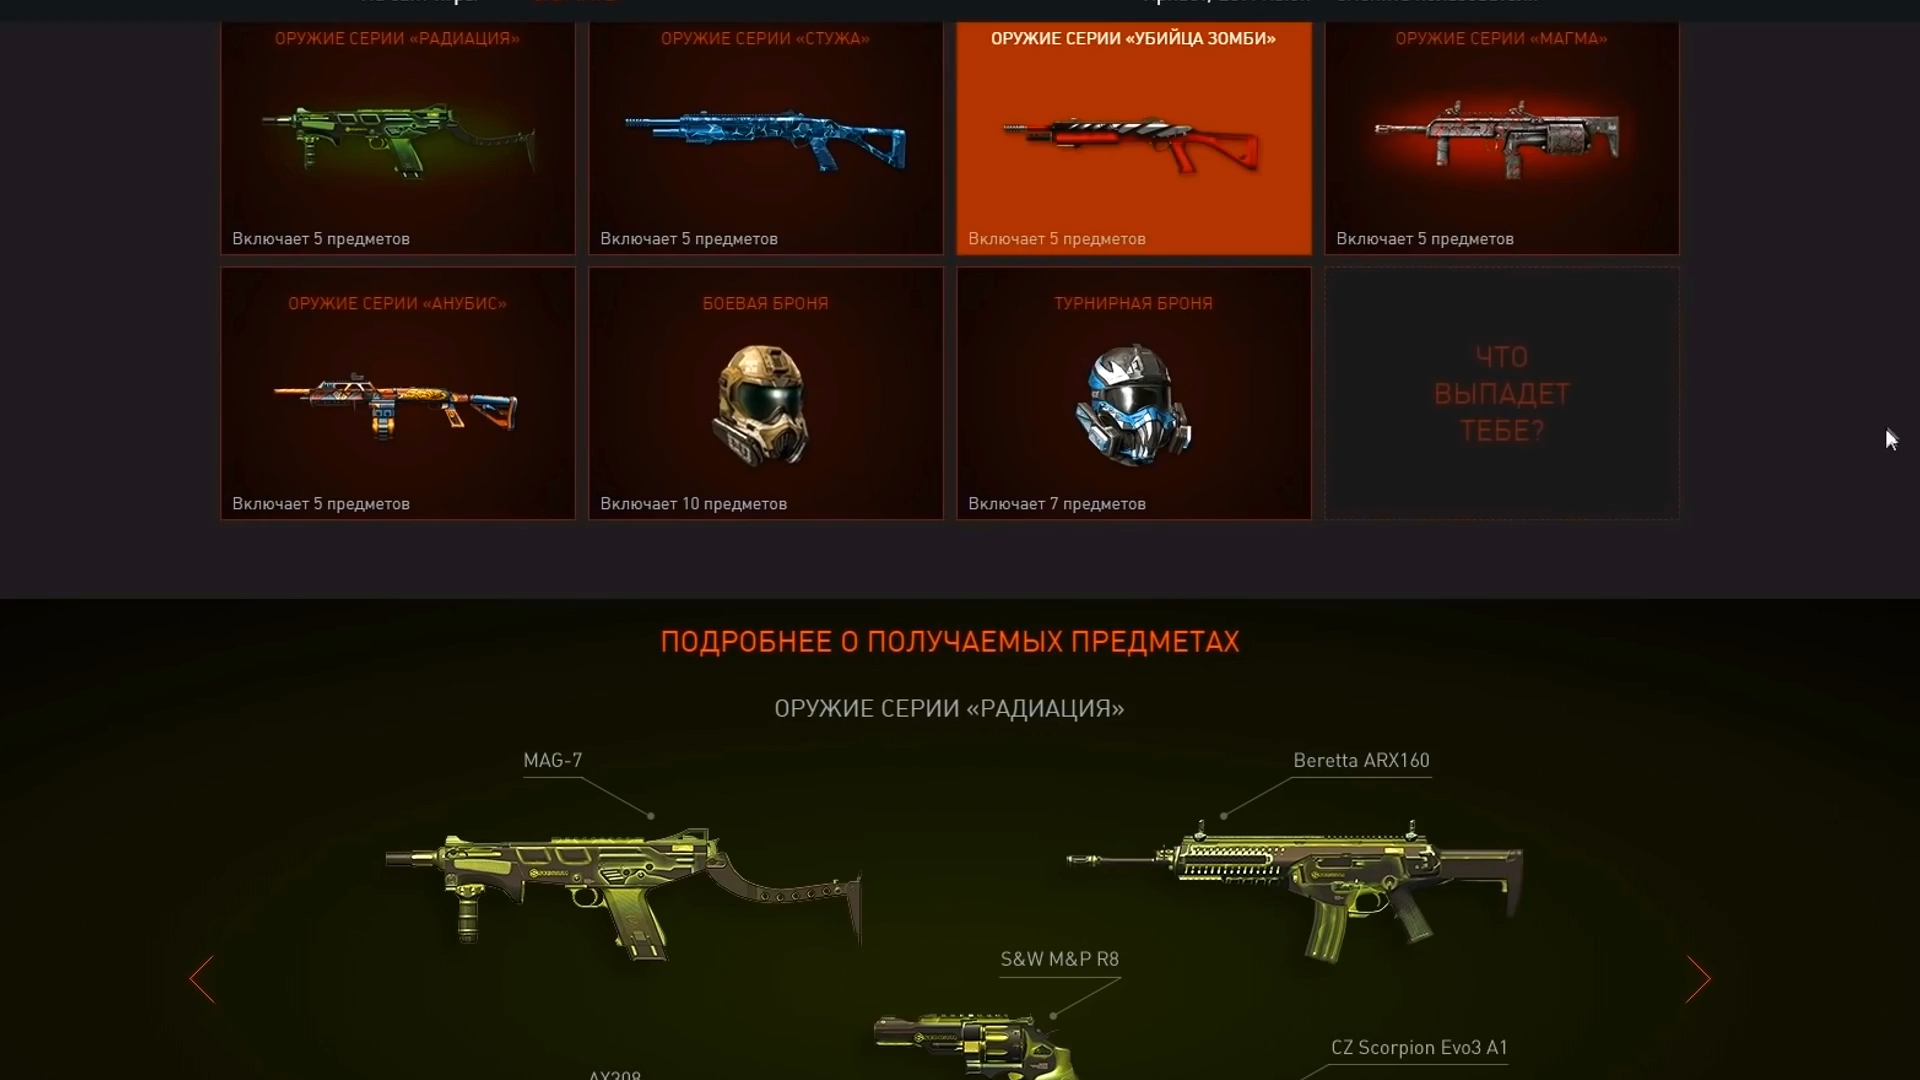 ОРУЖИЕ СЕРИИ «РАДИАЦИЯ»
ОРУЖИЕ СЕРИИ «СТУЖА»
ОРУЖИЕ СЕРИИ «УБИЙЦА ЗОМБИ»
ОРУЖИЕ СЕРИИ «МАГМА»
Включает 5 предметов
Включает 5 предметов
Включает 5 предметов
Включает 5 предметов
ОРУЖИЕ СЕРИИ «АНУБИС»
БОЕВАЯ БРОНЯ
ТУРНИРНАЯ БРОНЯ
ЧТО
ВЫПАДЕТ
ТЕБЕ?
Включает 5 предметов
Включает 10 предметов
Включает 7 предметов
ПОДРОБНЕЕ О ПОЛУЧАЕМЫХ ПРЕДМЕТАХ
ОРУЖИЕ СЕРИИ «РАДИАЦИЯ»
MAG-7
Beretta ARX160
S&W M&P R8
CZ Scorpion Evo3 A1
AX308